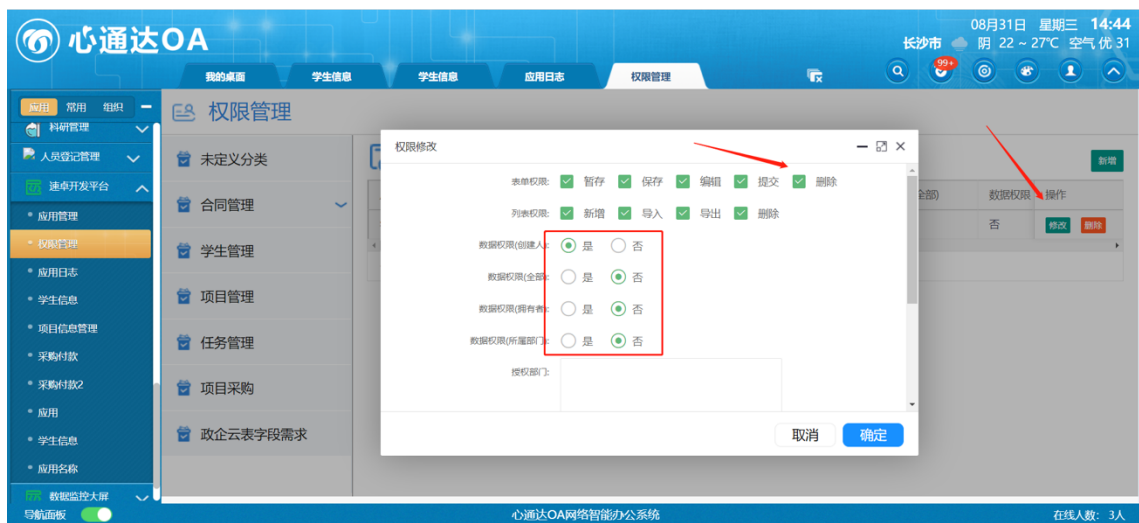 心通达OA
08月31日 星期三 14:44
长沙市 阴 22 ~ 27℃ 空气 优 31
我的桌面 学生信息 学生信息 应用日志 权限管理
99+
应用 常用 组织
科研管理
人员登记管理
速卓开发平台
应用管理
权限管理
应用日志
学生信息
项目信息管理
采购付款
采购付款2
应用
学生信息
应用名称
数据监控大屏
导航面板
权限管理
未定义分类
合同管理
学生管理
项目管理
任务管理
项目采购
政企云表字段需求
新增
全部) 数据权限 操作
否 修改 删除
权限修改
表单权限: 暂存 保存 编辑 提交 删除
列表权限: 新增 导入 导出 删除
数据权限(创建人): 是 否
数据权限(全部): 是 否
数据权限(拥有者): 是 否
数据权限(所属部门): 是 否
授权部门:
取消 确定
心通达OA网络智能办公系统
在线人数: 3人